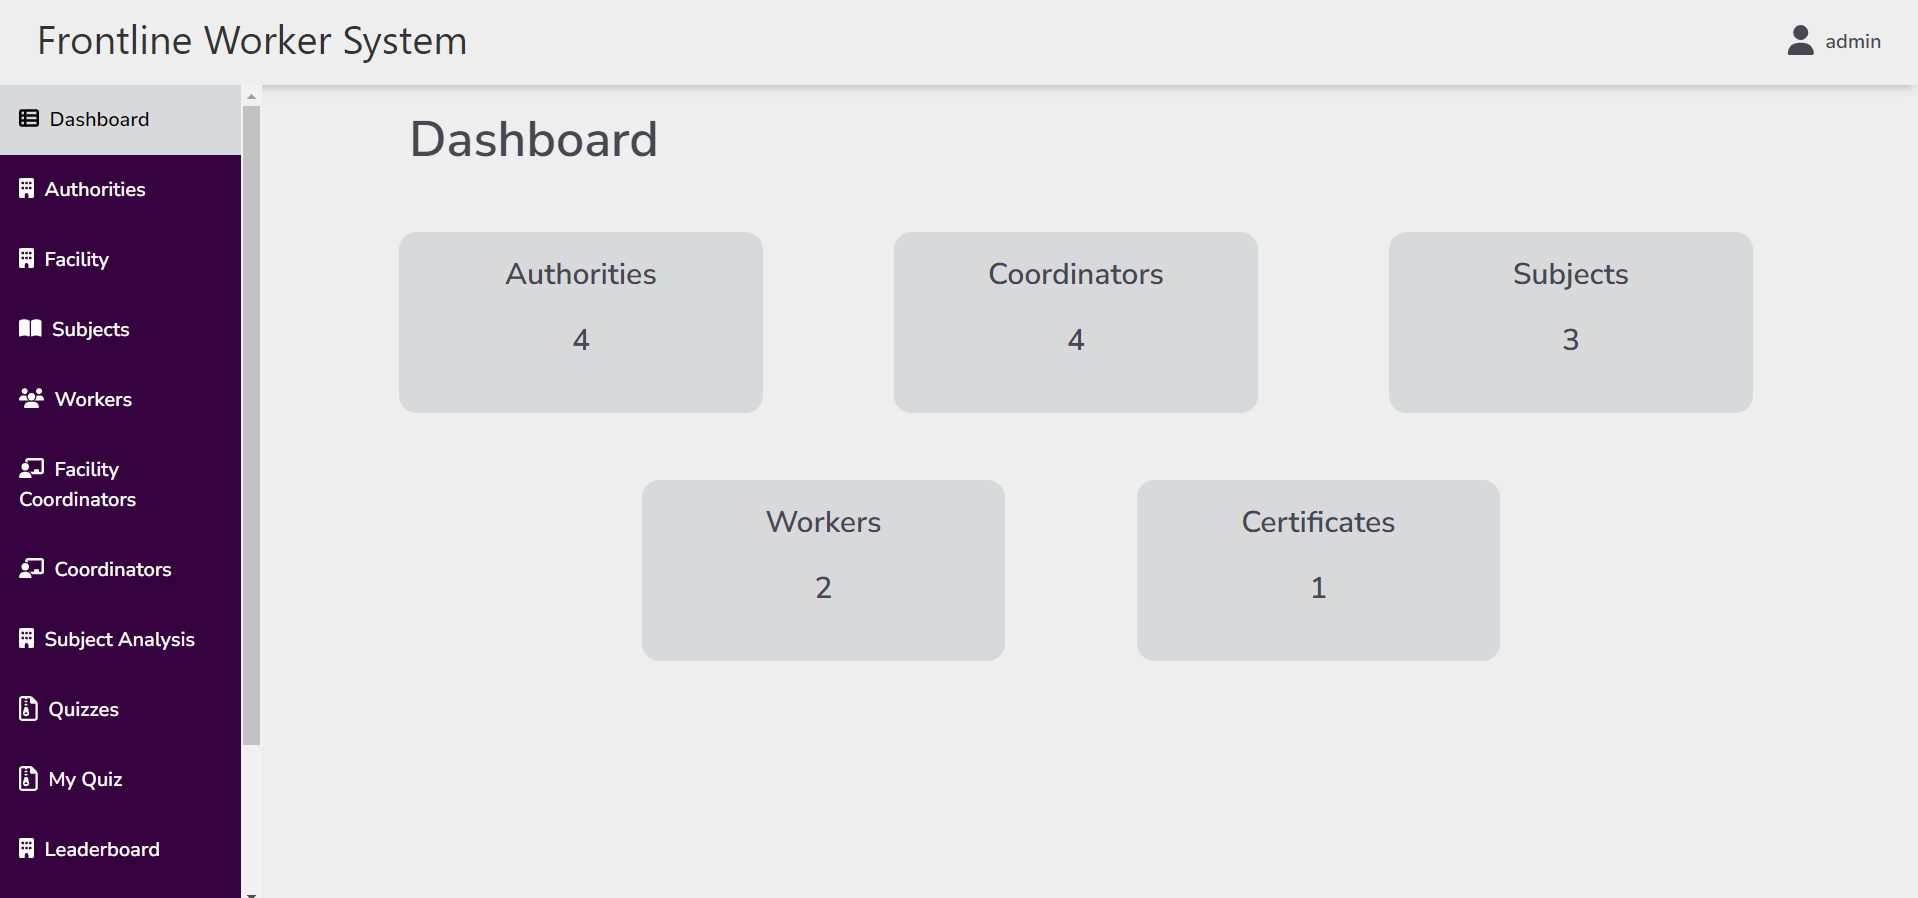 Frontline Worker System
admin
Dashboard
Authorities
Facility
Subjects
Workers
Facility
Coordinators
Coordinators
Subject Analysis
Quizzes
My Quiz
Leaderboard
Dashboard
Authorities
4
Coordinators
4
Subjects
3
Workers
2
Certificates
1